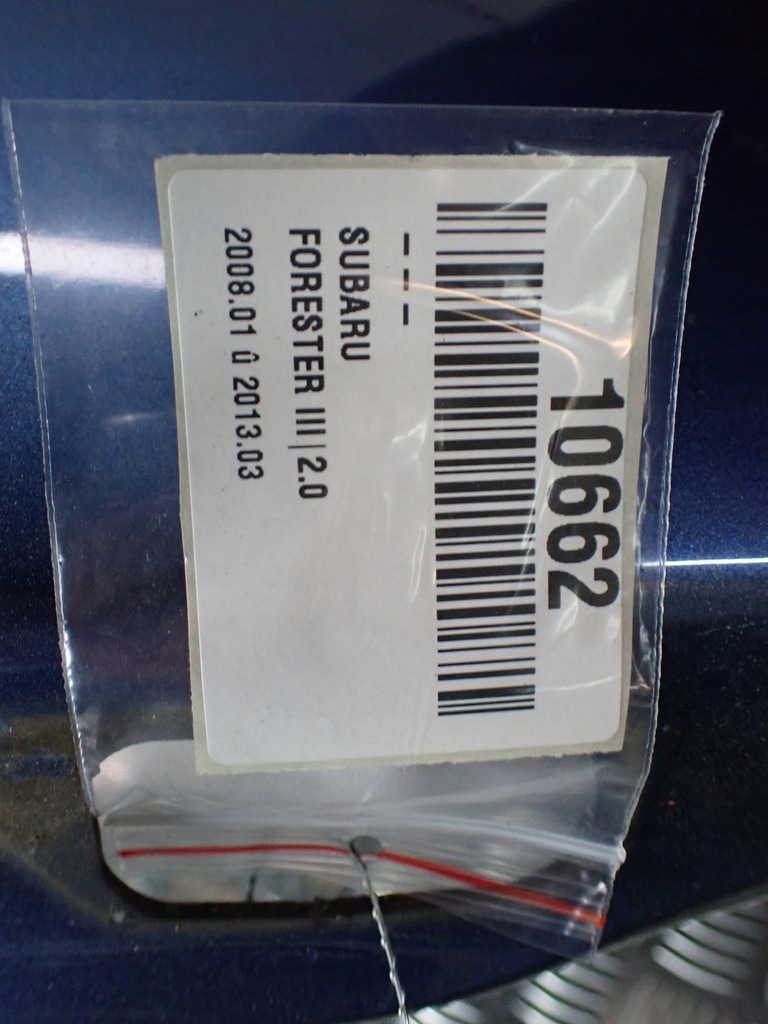 10662
---
SUBARU
FORESTER III | 2.0
2008.01 û 2013.03